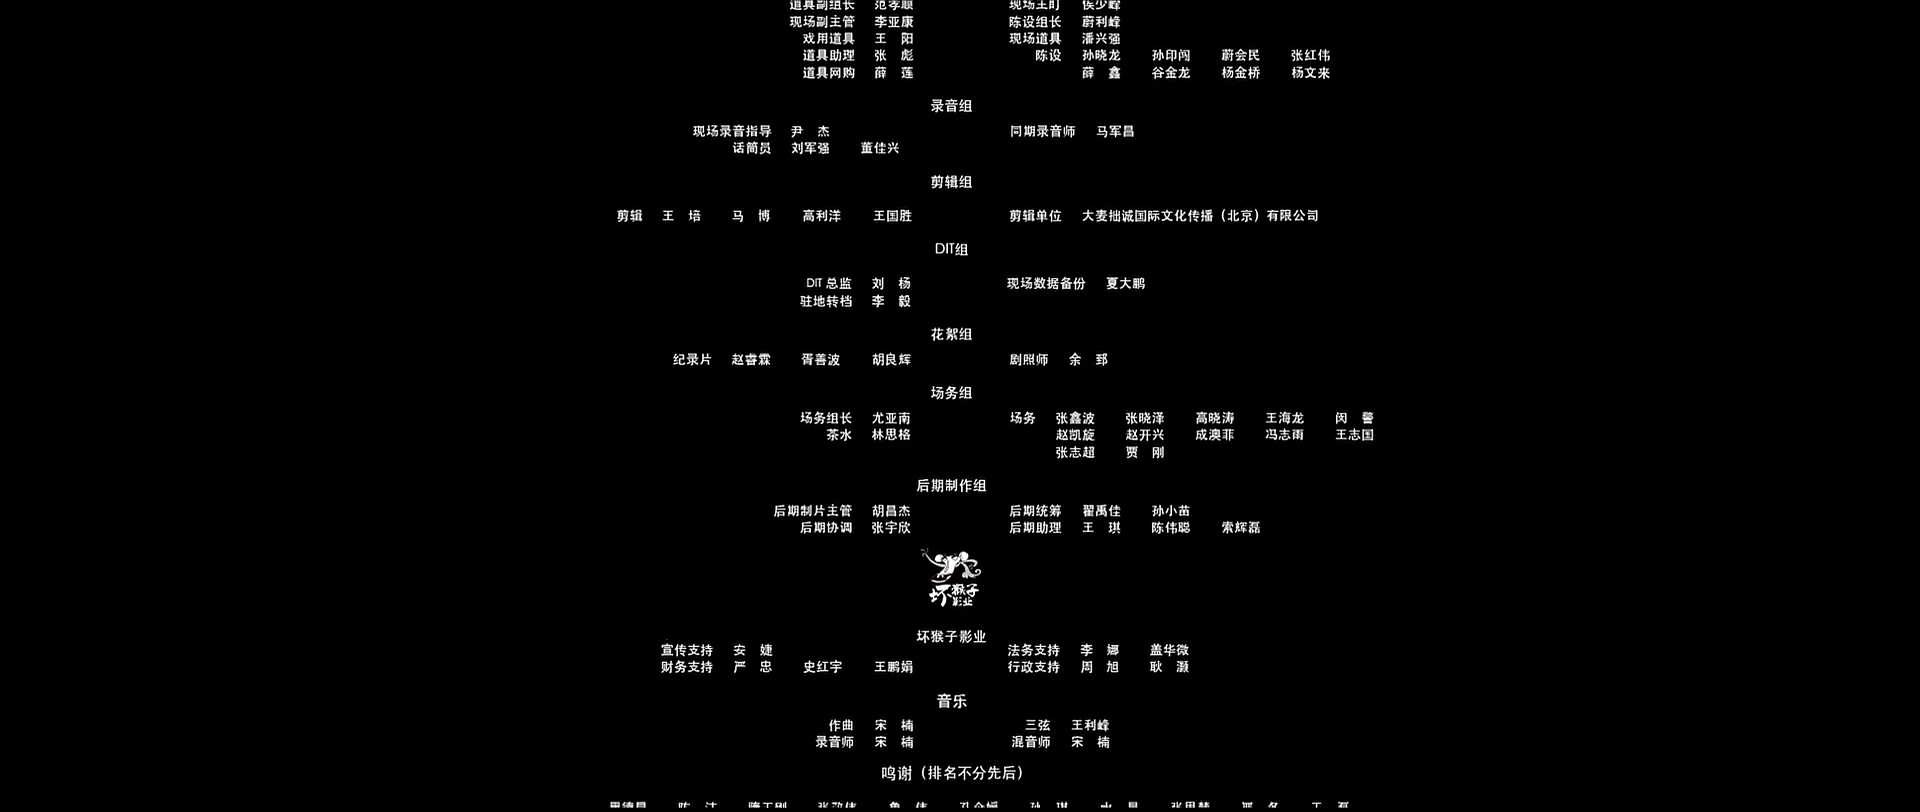 道具副组长 范孝顺 现场主盯 侯少峰
现场副主管 李亚康 陈设组长 蔚利峰
戏用道具 王 阳 现场道具 潘兴强
道具助理 张 彪 陈设 孙晓龙 孙印闯 蔚会民 张红伟
道具网购 薛 莲 薛 鑫 谷金龙 杨金桥 杨文来
录音组
现场录音指导 尹 杰 同期录音师 马军昌
话筒员 刘军强 董佳兴
剪辑组
剪辑 王 培 马 博 高利洋 王国胜 剪辑单位 大麦拙诚国际文化传播（北京）有限公司
DIT组
DIT 总监 刘 杨 现场数据备份 夏大鹏
驻地转档 李 毅
花絮组
纪录片 赵睿霖 胥善波 胡良辉 剧照师 余 郅
场务组
场务组长 尤亚南 场务 张鑫波 张晓泽 高晓涛 王海龙 闵 警
茶水 林思格 赵凯旋 赵开兴 成澳菲 冯志雨 王志国
张志超 贾 刚
后期制作组
后期制片主管 胡昌杰 后期统筹 翟禹佳 孙小苗
后期协调 张宇欣 后期助理 王 琪 陈伟聪 索辉磊
坏猴子影业
坏猴子影业
宣传支持 安 婕 法务支持 李 娜 盖华微
财务支持 严 忠 史红宇 王鹏娟 行政支持 周 旭 耿 灏
音乐
作曲 宋 楠 三弦 王利峰
录音师 宋 楠 混音师 宋 楠
鸣谢（排名不分先后）